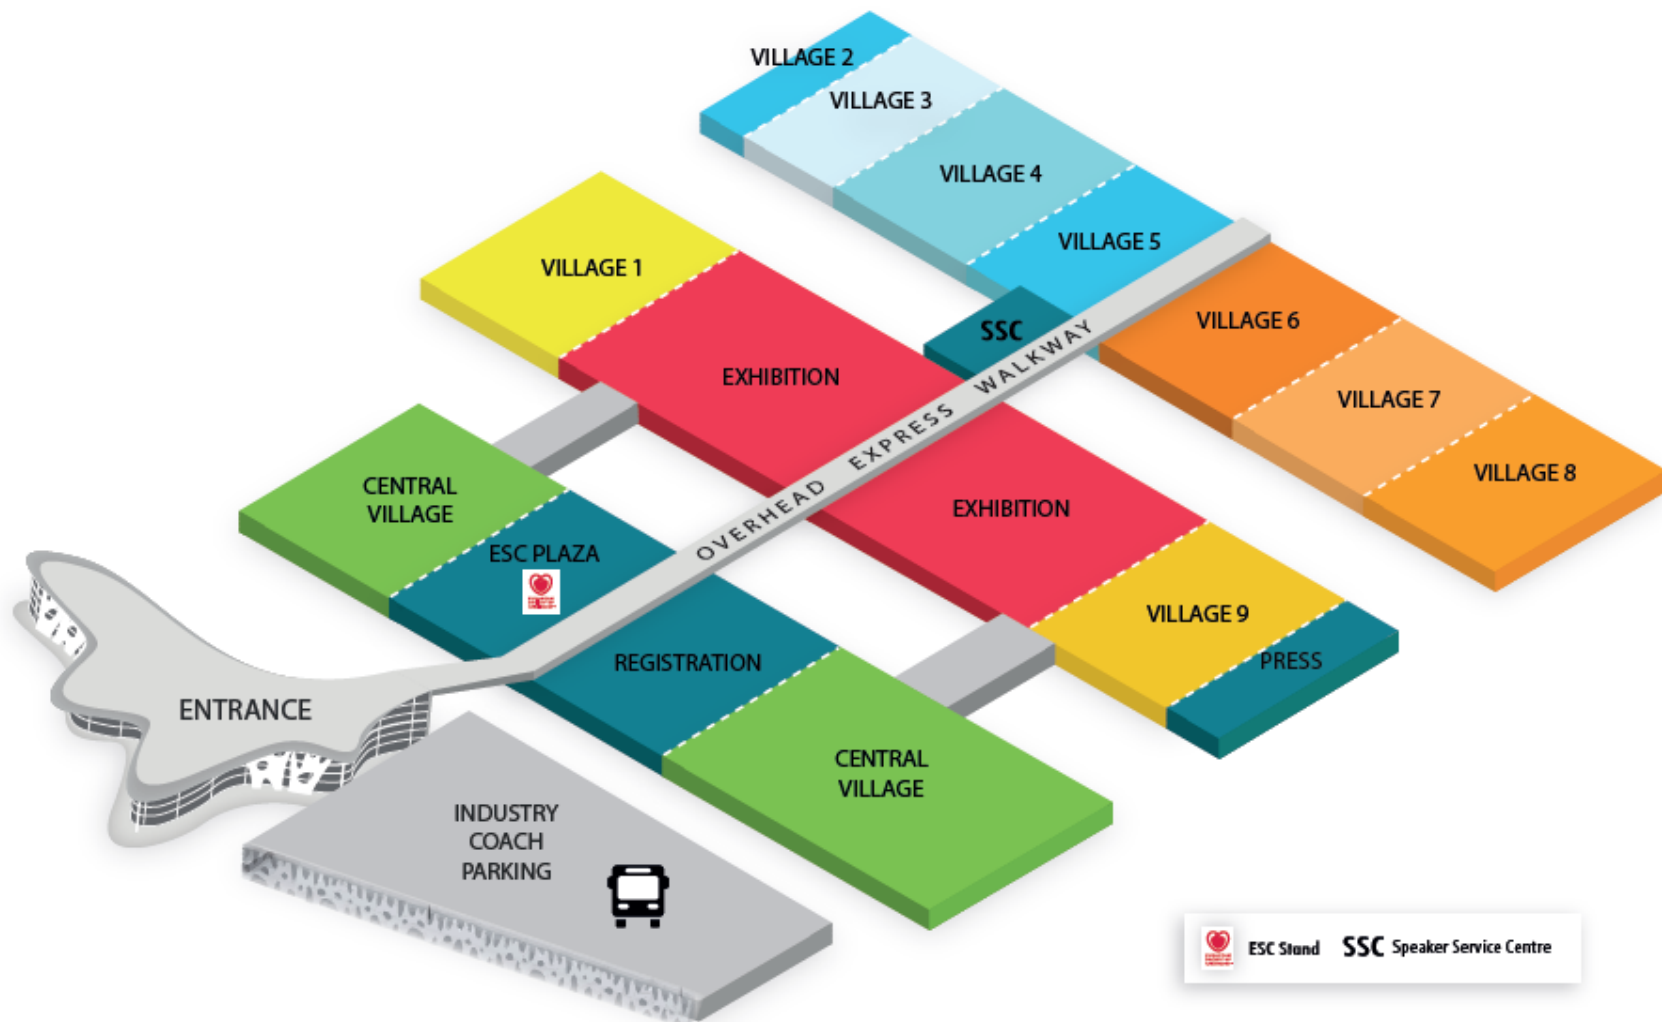 VILLAGE 2
VILLAGE 3
VILLAGE 4
VILLAGE 5
VILLAGE 1
SSC
VILLAGE 6
EXHIBITION
VILLAGE 7
VILLAGE 8
OVERHEAD EXPRESS WALKWAY
CENTRAL
VILLAGE
EXHIBITION
ESC PLAZA
VILLAGE 9
REGISTRATION
PRESS
ENTRANCE
CENTRAL
VILLAGE
INDUSTRY
COACH
PARKING
ESC Stand
SSC Speaker Service Centre